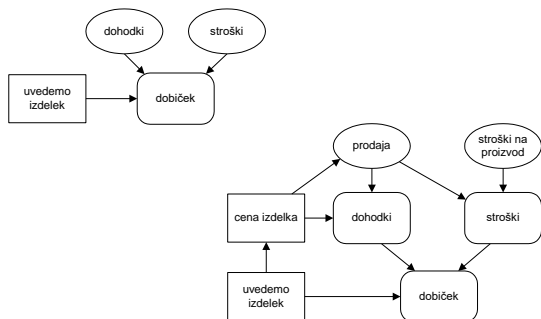 dohodki
stroški
uvedemo
izdelek
dobiček
prodaja
stroški na
proizvod
cena izdelka
dohodki
stroški
uvedemo
izdelek
dobiček